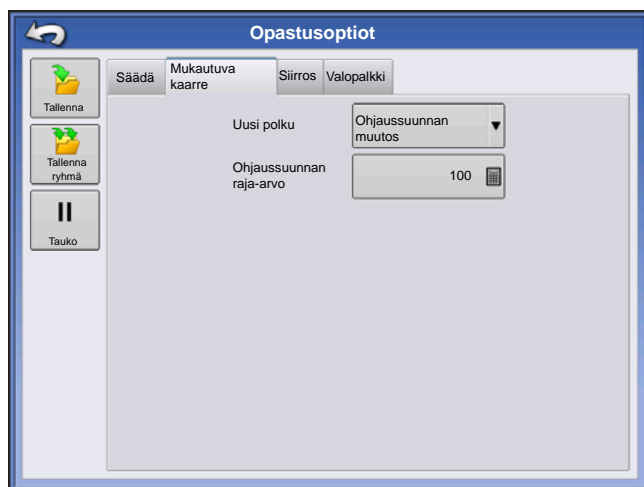 Opastusoptiot
Tallenna
Tallenna
ryhmä
Tauko
Säädä
Mukautuva
kaarre
Siirros
Valopalkki
Uusi polku
Ohjaussuunnan
muutos
Ohjaussuunnan
raja-arvo
100